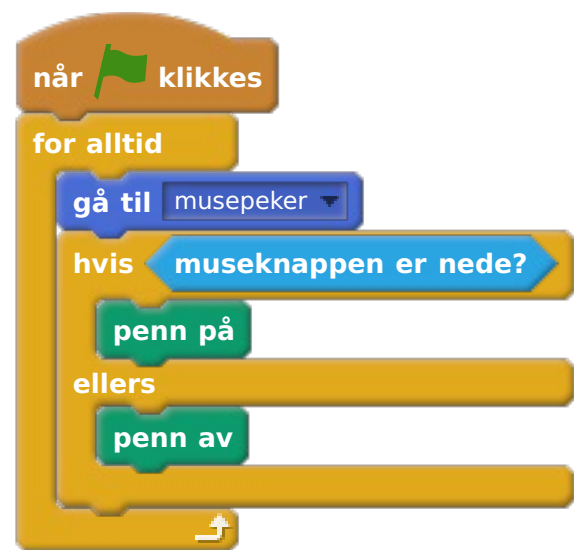 når klikkes
for alltid
gå til musepeker
hvis museknappen er nede?
penn på
ellers
penn av